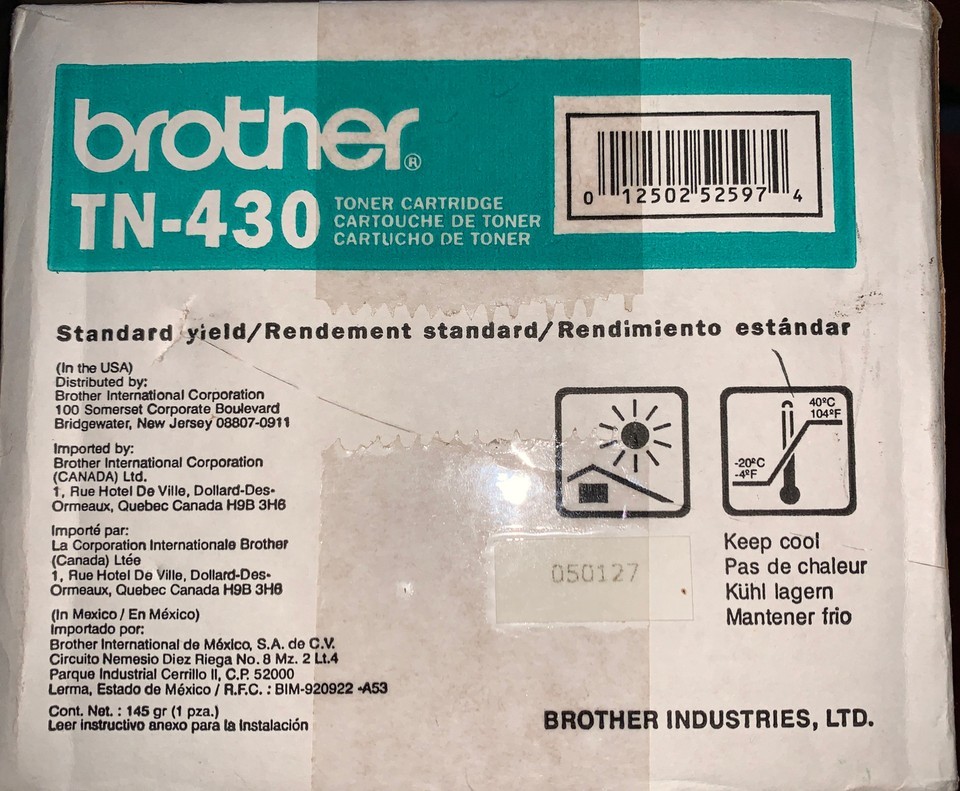 brother®
TN-430
TONER CARTRIDGE
CARTOUCHE DE TONER
CARTUCHO DE TONER
0 12502 52597 4
Standard yield/Rendement standard/Rendimiento estándar
(In the USA)
Distributed by:
Brother International Corporation
100 Somerset Corporate Boulevard
Bridgewater, New Jersey 08807-0911
Imported by:
Brother International Corporation
(CANADA) Ltd.
1, Rue Hotel De Ville, Dollard-Des-
Ormeaux, Quebec Canada H9B 3H6
Importé par:
La Corporation Internationale Brother
(Canada) Ltée
1, Rue Hotel De Ville, Dollard-Des-
Ormeaux, Quebec Canada H9B 3H6
(In Mexico / En México)
Importado por:
Brother International de México, S.A. de C.V.
Circuito Nemesio Diez Riega No. 8 Mz. 2 Lt.4
Parque Industrial Cerrillo II, C.P. 52000
Lerma, Estado de México / R.F.C. : BIM-920922 -A53
Cont. Net. : 145 gr (1 pza.)
Leer instructivo anexo para la Instalación
40ºC
104ºF
-20ºC
-4ºF
Keep cool
Pas de chaleur
Kühl lagern
Mantener frio
050127
BROTHER INDUSTRIES, LTD.